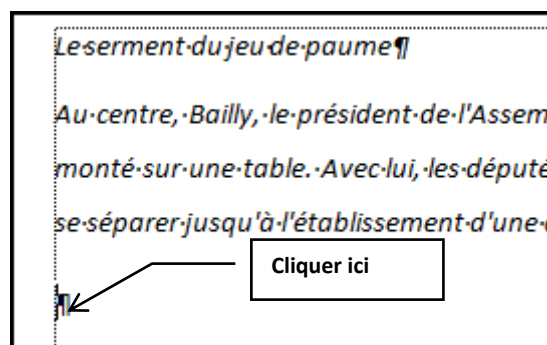 Le·serment·du·jeu·de·paume¶
Au·centre,·Bailly,·le·président·de·l'Assem
monté·sur·une·table.·Avec·lui,·les·déput
se·séparer·jusqu'à·l'établissement·d'une·
Cliquer ici
¶